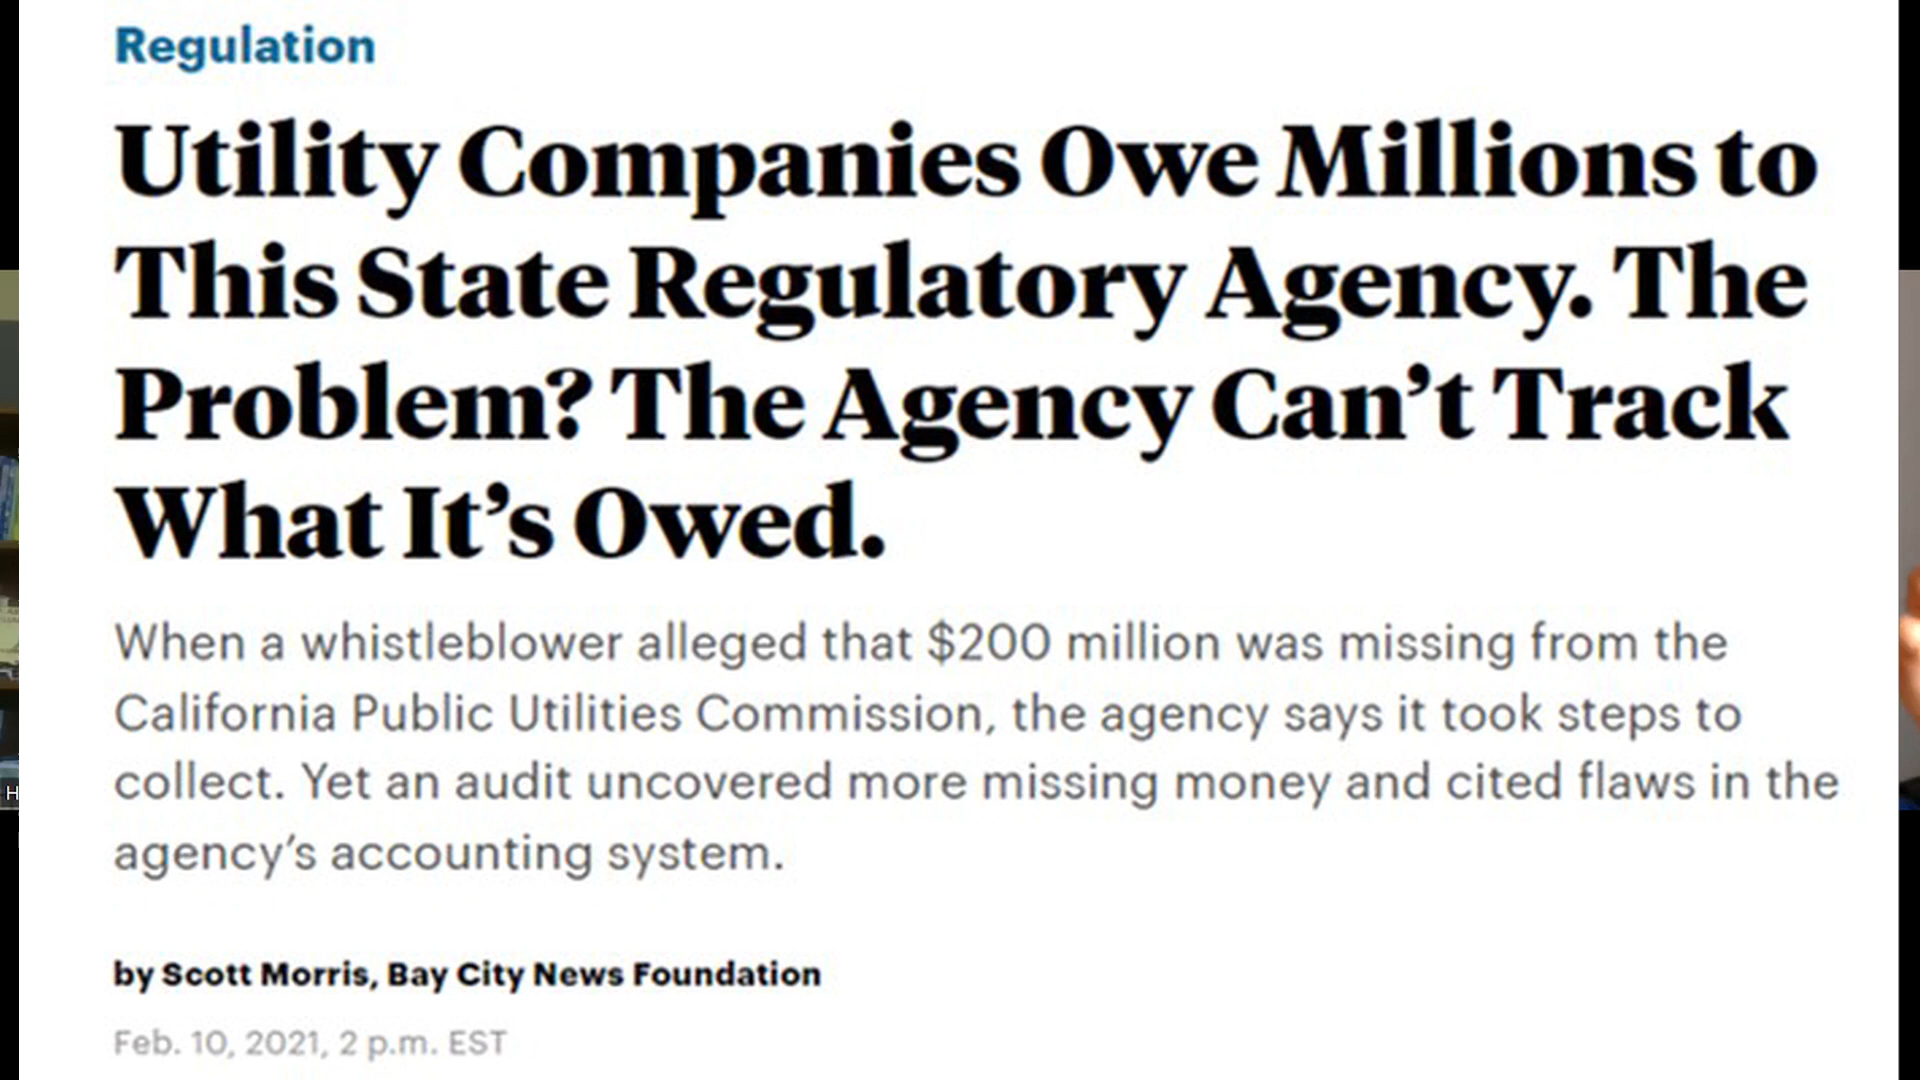 Regulation
Utility Companies Owe Millions to
This State Regulatory Agency. The
Problem? The Agency Can’t Track
What It’s Owed.
When a whistleblower alleged that $200 million was missing from the
California Public Utilities Commission, the agency says it took steps to
collect. Yet an audit uncovered more missing money and cited flaws in the
agency’s accounting system.
by Scott Morris, Bay City News Foundation
Feb. 10, 2021, 2 p.m. EST
H